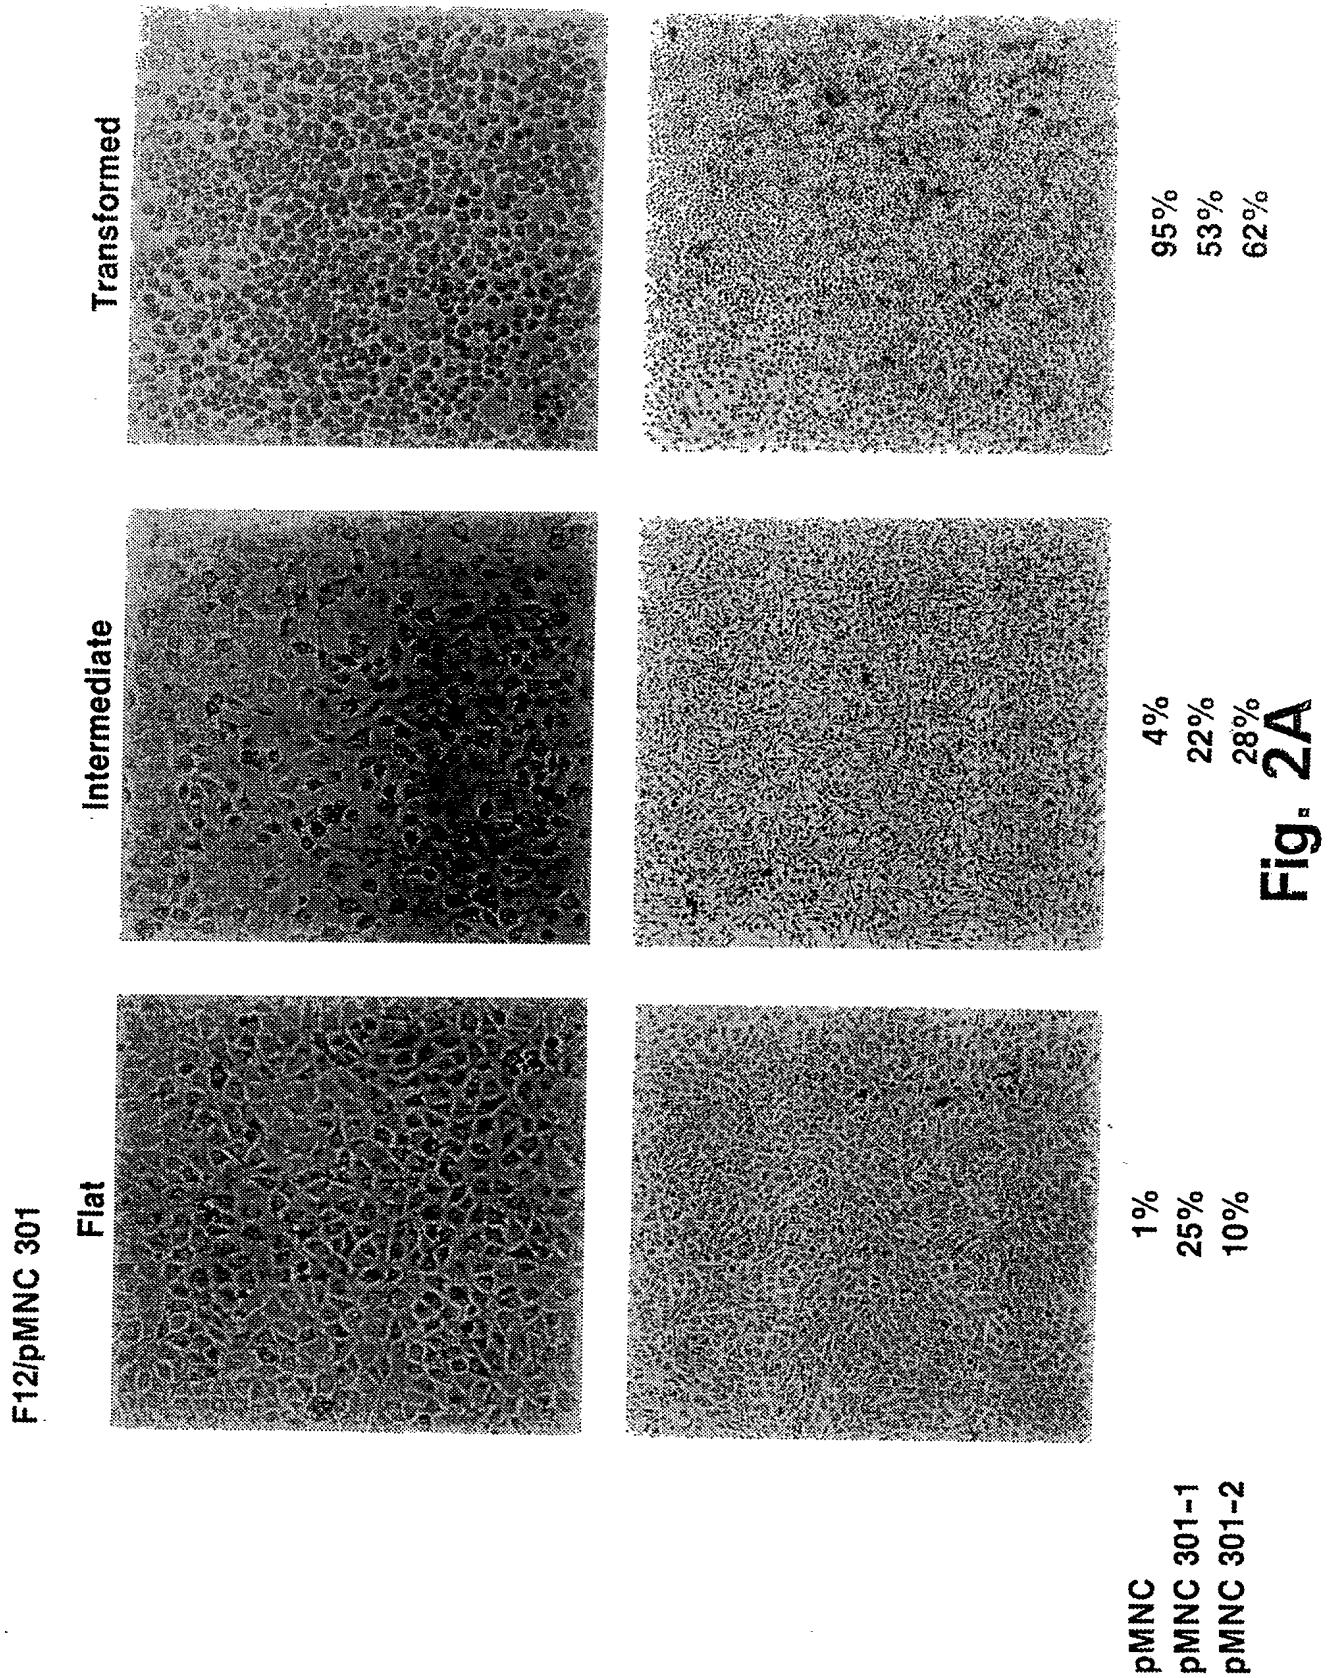 F12/pMNC 301
Flat Intermediate Transformed
pMNC 1% 4% 95%
pMNC 301-1 25% 22% 53%
pMNC 301-2 10% 28% 62%
Fig. 2A